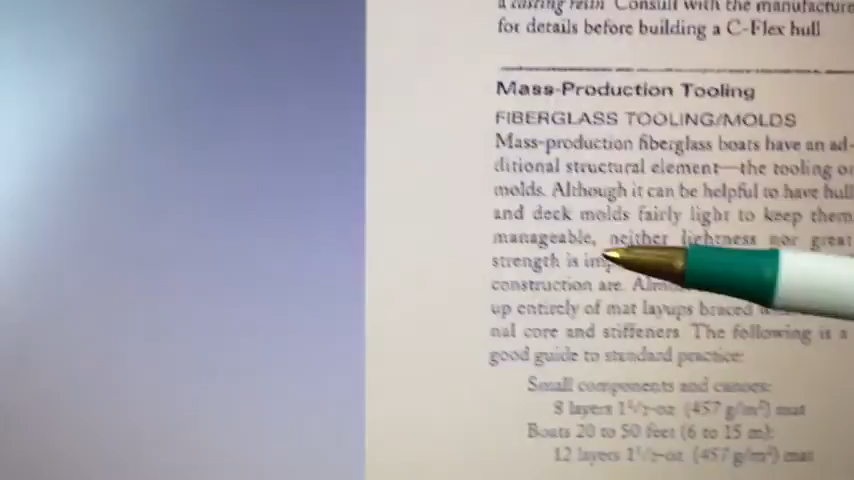 a casting resin Consult with the manufacture
for details before building a C-Flex hull
Mass-Production Tooling
FIBERGLASS TOOLING/MOLDS
Mass-production fiberglass boats have an ad-
ditional structural element—the tooling or
molds. Although it can be helpful to have hull
and deck molds fairly light to keep them
manageable, neither lightness nor great
strength is imp
construction are. Almo
up entirely of mat layups braced
nal core and stiffeners The following is a
good guide to standard practice:
Small components and canoes:
8 layers 1½-oz (457 g/m²) mat
Boats 20 to 50 feet (6 to 15 m):
12 layers 1½-oz (457 g/m²) mat